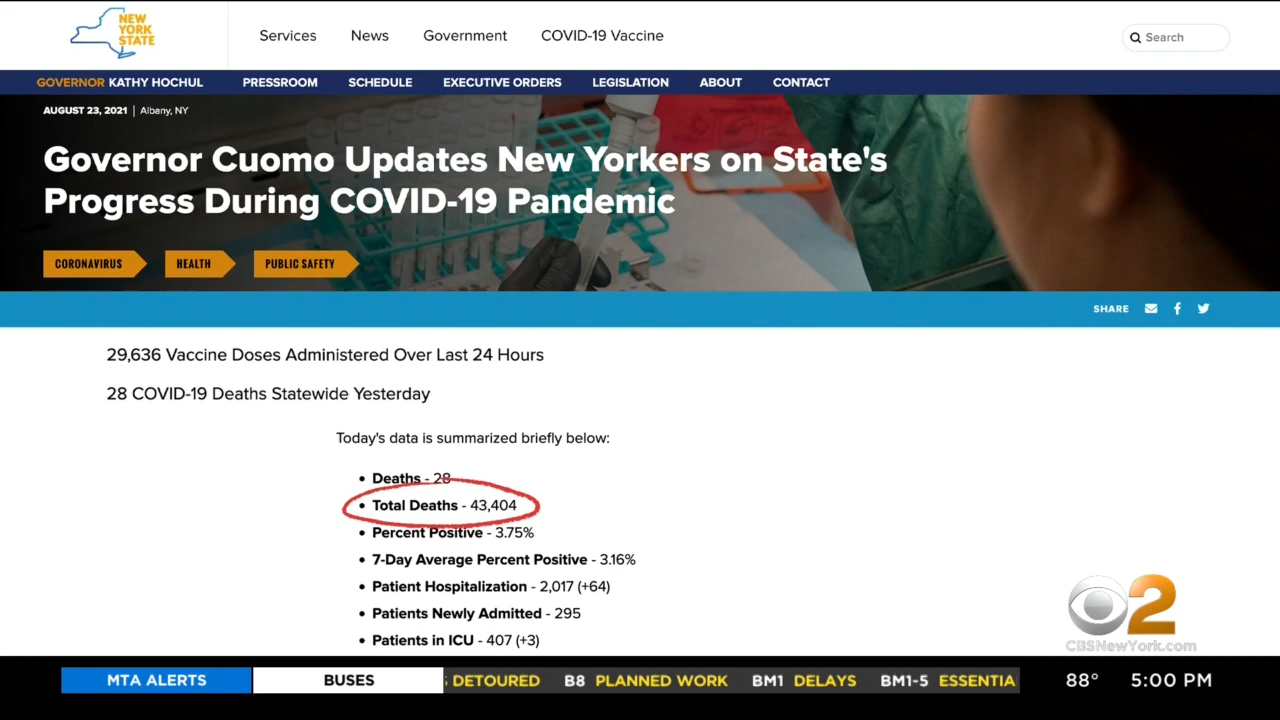 NEW
YORK
STATE
Services News Government COVID-19 Vaccine
Search
GOVERNOR KATHY HOCHUL PRESSROOM SCHEDULE EXECUTIVE ORDERS LEGISLATION ABOUT CONTACT
AUGUST 23, 2021 | Albany, NY
Governor Cuomo Updates New Yorkers on State's
Progress During COVID-19 Pandemic
CORONAVIRUS HEALTH PUBLIC SAFETY
SHARE
29,636 Vaccine Doses Administered Over Last 24 Hours
28 COVID-19 Deaths Statewide Yesterday
Today's data is summarized briefly below:
• Deaths - 28
• Total Deaths - 43,404
• Percent Positive - 3.75%
• 7-Day Average Percent Positive - 3.16%
• Patient Hospitalization - 2,017 (+64)
• Patients Newly Admitted - 295
• Patients in ICU - 407 (+3)
2
CBSNewYork.com
MTA ALERTS BUSES DETOURED B8 PLANNED WORK BM1 DELAYS BM1-5 ESSENTIA 88° 5:00 PM